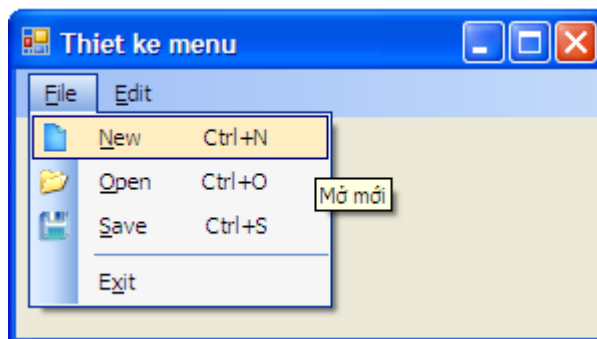 Thiet ke menu
File Edit
New Ctrl+N
Open Ctrl+O
Mở mới
Save Ctrl+S
Exit